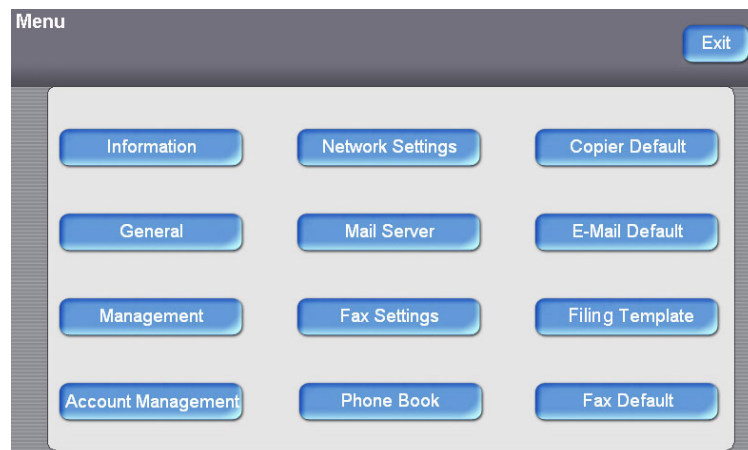 Menu
Exit
Information
Network Settings
Copier Default
General
Mail Server
E-Mail Default
Management
Fax Settings
Filing Template
Account Management
Phone Book
Fax Default